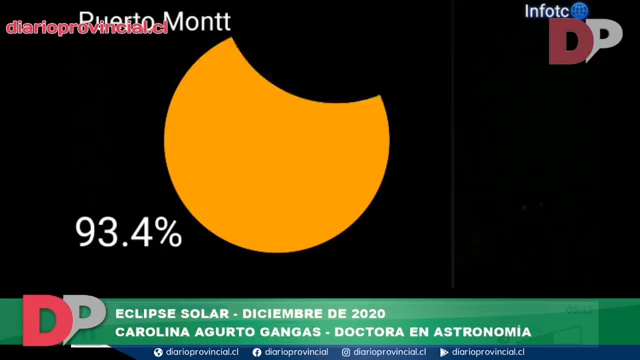 Puerto Montt
diarioprovincial.cl
Infotc
DP
93.4%
DP
ECLIPSE SOLAR - DICIEMBRE DE 2020
CAROLINA AGURTO GANGAS - DOCTORA EN ASTRONOMÍA
diarioprovincial.cl diarioprovincial diarioprovincial.cl diarioprovincial.cl